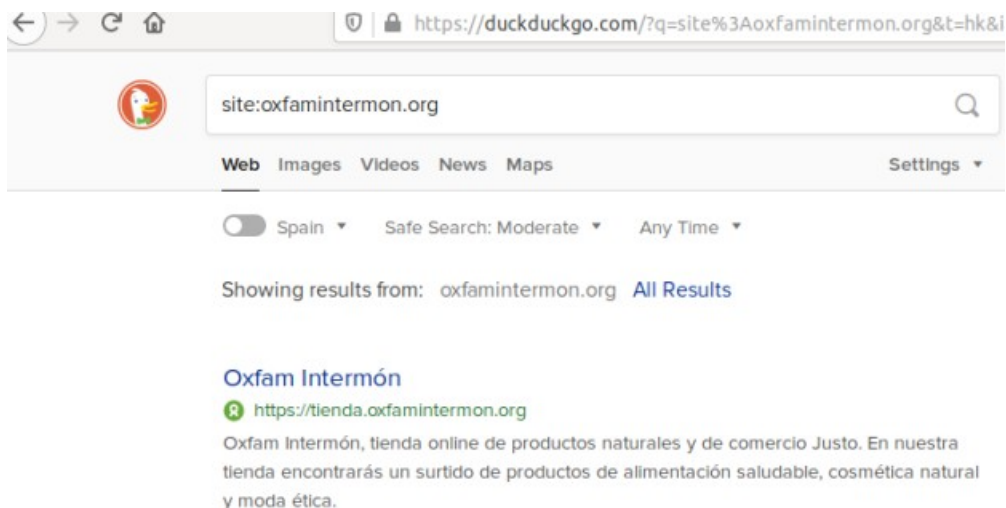 https://duckduckgo.com/?q=site%3Aoxfamintermon.org&t=hk&i
site:oxfamintermon.org
Web Images Videos News Maps Settings
Spain Safe Search: Moderate Any Time
Showing results from: oxfamintermon.org All Results
Oxfam Intermón
https://tienda.oxfamintermon.org
Oxfam Intermón, tienda online de productos naturales y de comercio Justo. En nuestra
tienda encontrarás un surtido de productos de alimentación saludable, cosmética natural
y moda ética.